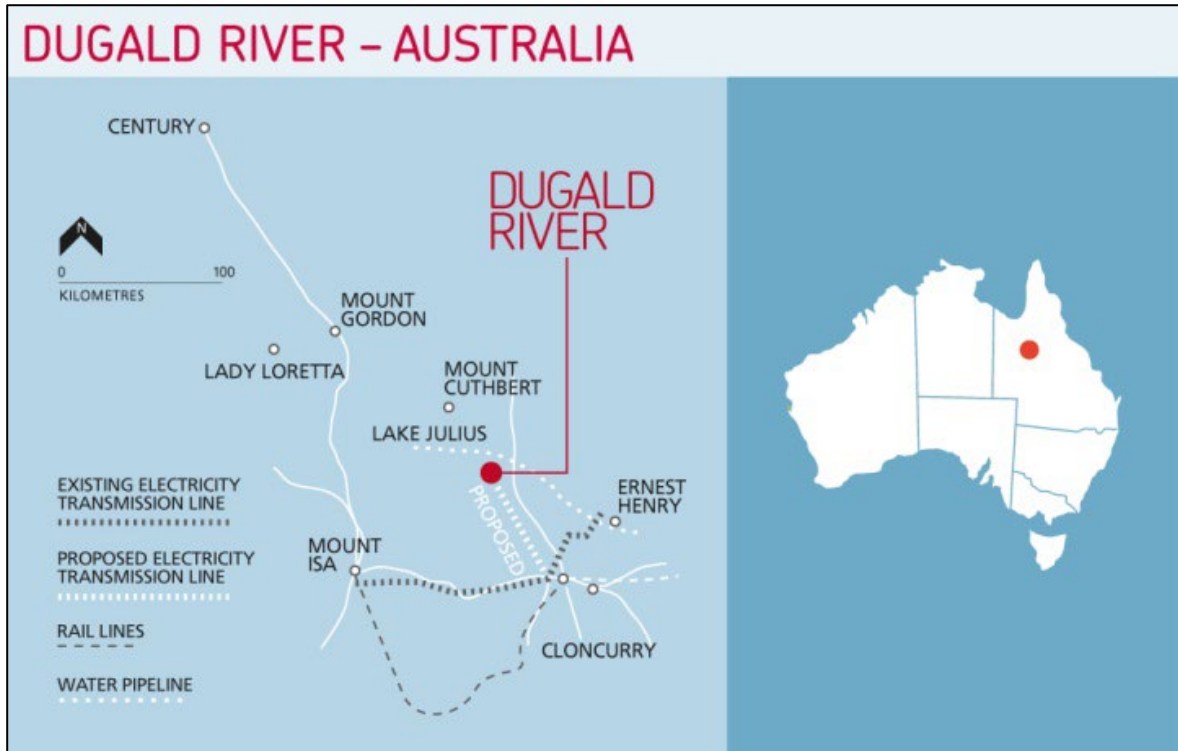 DUGALD RIVER – AUSTRALIA
CENTURY
DUGALD
RIVER
N
0 100
KILOMETRES
MOUNT
GORDON
LADY LORETTA
MOUNT
CUTHBERT
LAKE JULIUS
EXISTING ELECTRICITY
TRANSMISSION LINE
PROPOSED
ERNEST
HENRY
MOUNT
ISA
PROPOSED ELECTRICITY
TRANSMISSION LINE
RAIL LINES
CLONCURRY
WATER PIPELINE